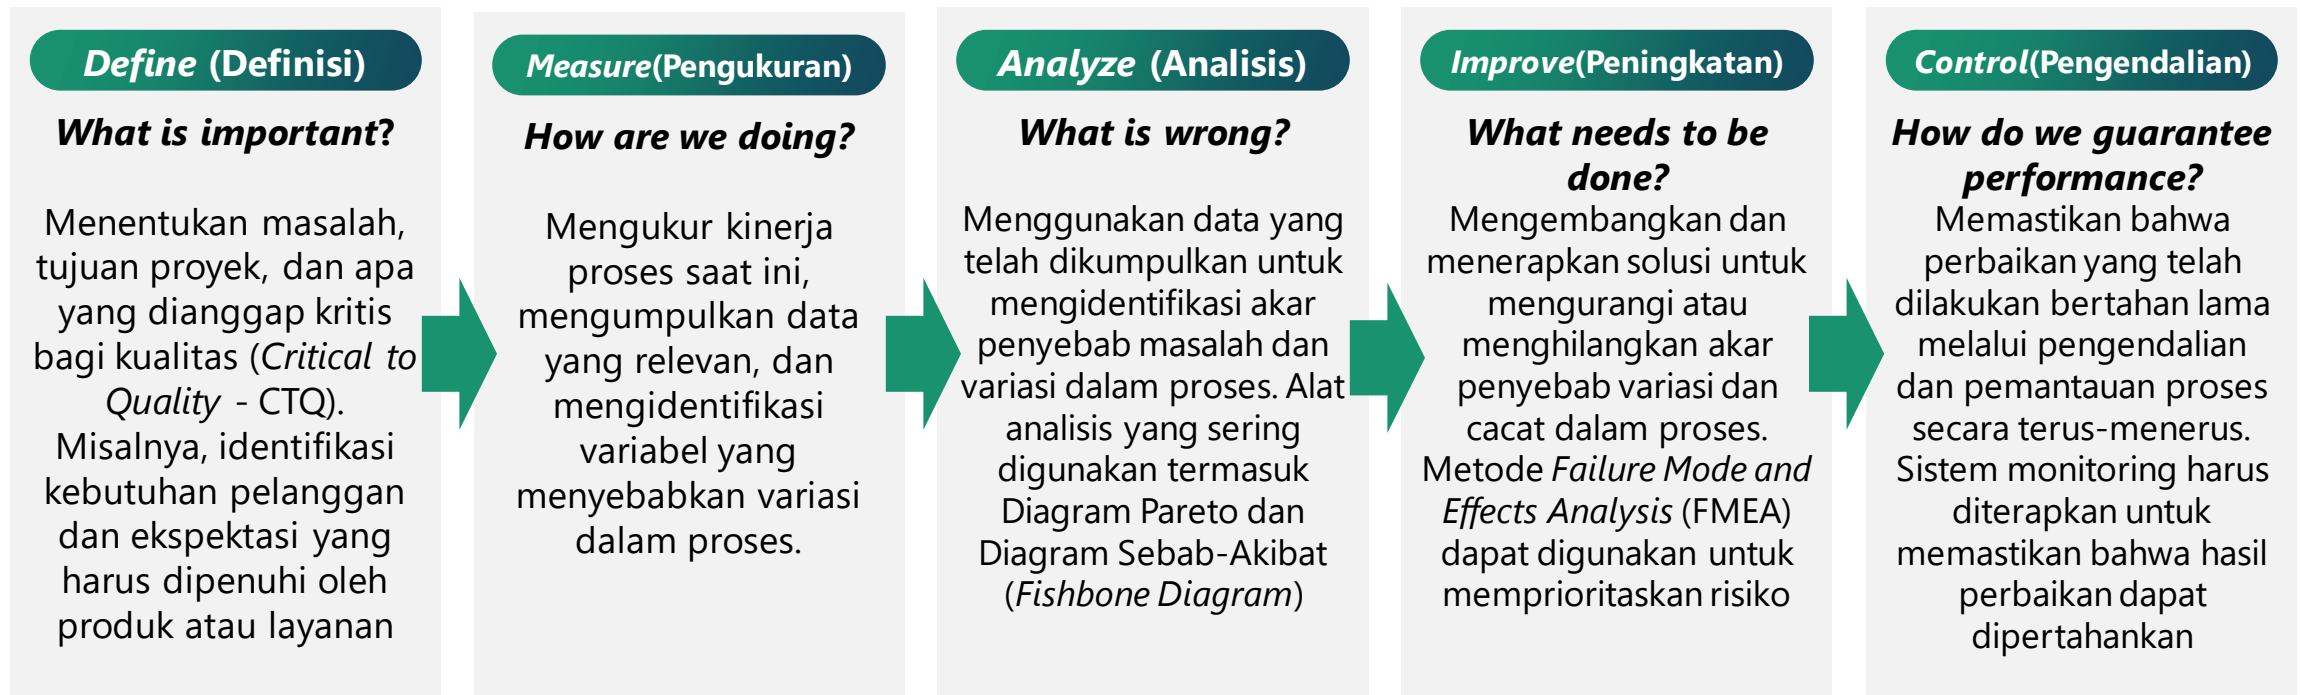 Define (Definisi)
What is important?
Menentukan masalah,
tujuan proyek, dan apa
yang dianggap kritis
bagi kualitas (Critical to
Quality - CTQ).
Misalnya, identifikasi
kebutuhan pelanggan
dan ekspektasi yang
harus dipenuhi oleh
produk atau layanan
Measure(Pengukuran)
How are we doing?
Mengukur kinerja
proses saat ini,
mengumpulkan data
yang relevan, dan
mengidentifikasi
variabel yang
menyebabkan variasi
dalam proses.
Analyze (Analisis)
What is wrong?
Menggunakan data yang
telah dikumpulkan untuk
mengidentifikasi akar
penyebab masalah dan
variasi dalam proses. Alat
analisis yang sering
digunakan termasuk
Diagram Pareto dan
Diagram Sebab-Akibat
(Fishbone Diagram)
Improve(Peningkatan)
What needs to be
done?
Mengembangkan dan
menerapkan solusi untuk
mengurangi atau
menghilangkan akar
penyebab variasi dan
cacat dalam proses.
Metode Failure Mode and
Effects Analysis (FMEA)
dapat digunakan untuk
memprioritaskan risiko
Control(Pengendalian)
How do we guarantee
performance?
Memastikan bahwa
perbaikan yang telah
dilakukan bertahan lama
melalui pengendalian
dan pemantauan proses
secara terus-menerus.
Sistem monitoring harus
diterapkan untuk
memastikan bahwa hasil
perbaikan dapat
dipertahankan